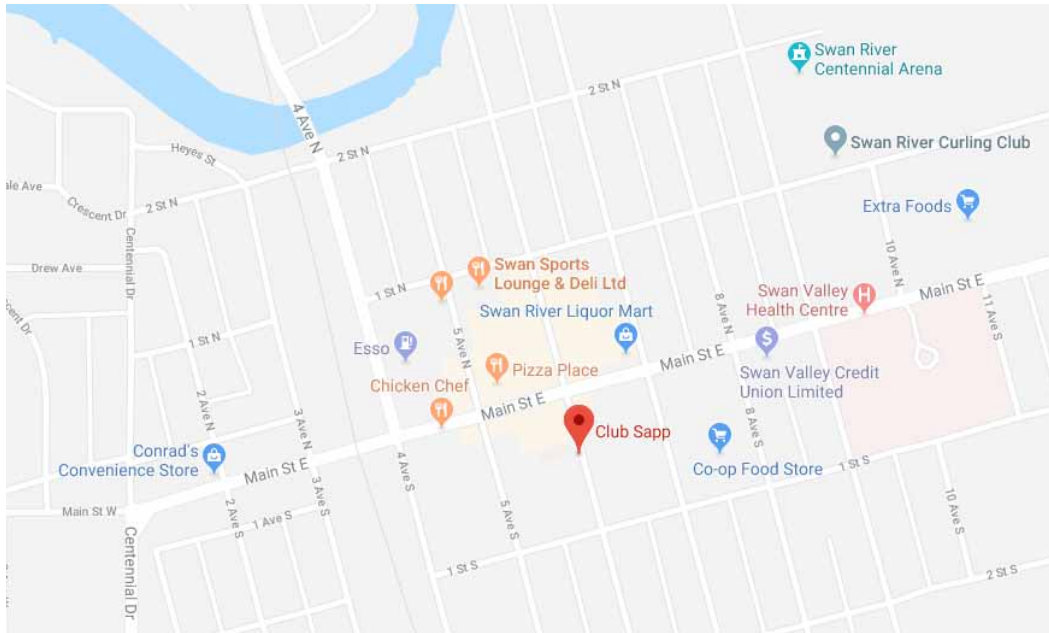 Swan River
Centennial Arena
2 St N
4 Ave N
Swan River Curling Club
Heyes St
2 St N
ale Ave
Crescent Dr
2 St N
Extra Foods
Centennial Dr
10 Ave N
Drew Ave
Swan Sports
Lounge & Deli Ltd
1 St N
Swan Valley
Health Centre
Main St E
8 Ave N
11 Ave S
Swan River Liquor Mart
escent Dr
1 St N
Esso
5 Ave N
Main St E
Swan Valley Credit
Union Limited
Pizza Place
Chicken Chef
Main St E
2 Ave N
3 Ave N
Club Sapp
8 Ave S
Conrad's
Convenience Store
Co-op Food Store
1 St S
Main St E
4 Ave S
3 Ave S
Main St W
2 Ave S
1 Ave S
5 Ave S
10 Ave S
Centennial Dr
1 St S
2 St S